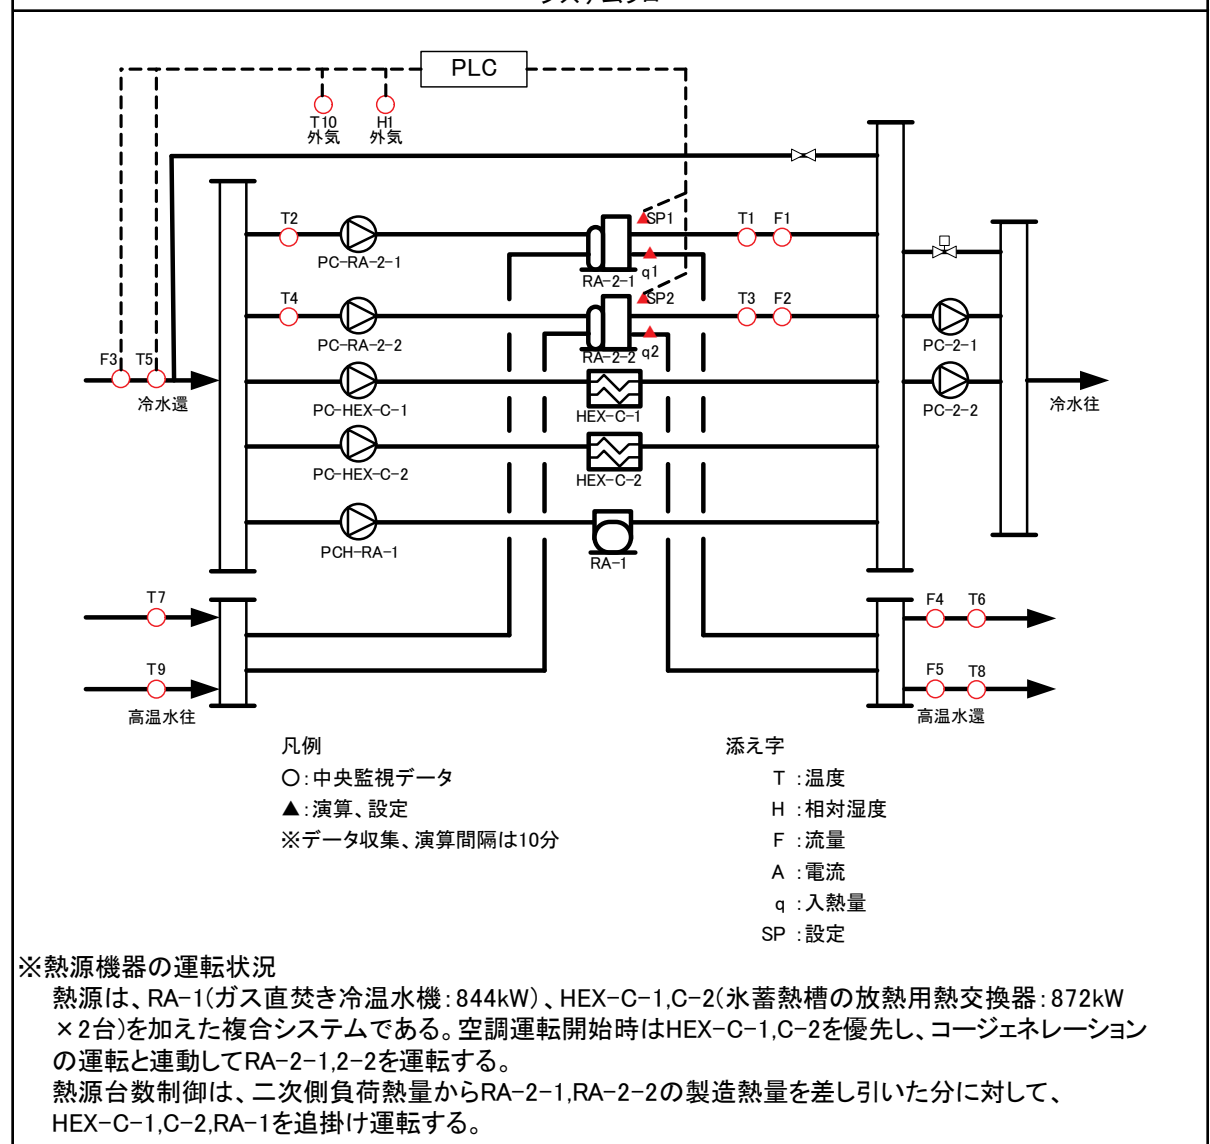 PLC
T10
外気
H1
外気
T2
PC-RA-2-1
SP1
RA-2-1
q1
T1
F1
T4
PC-RA-2-2
SP2
RA-2-2
q2
T3
F2
F3
T5
冷水還
PC-HEX-C-1
HEX-C-1
PC-2-1
PC-2-2
冷水往
PC-HEX-C-2
HEX-C-2
PCH-RA-1
RA-1
T7
T9
高温水往
F4
T6
F5
T8
高温水還
凡例
○:中央監視データ
▲:演算、設定
※データ収集、演算間隔は10分
添え字
T :温度
H :相対湿度
F :流量
A :電流
q :入熱量
SP :設定
※熱源機器の運転状況
熱源は、RA-1(ガス直焚き冷温水機:844kW)、HEX-C-1,C-2(氷蓄熱槽の放熱用熱交換器:872kW
×2台)を加えた複合システムである。空調運転開始時はHEX-C-1,C-2を優先し、コージェネレーション
の運転と連動してRA-2-1,2-2を運転する。
熱源台数制御は、二次側負荷熱量からRA-2-1,RA-2-2の製造熱量を差し引いた分に対して、
HEX-C-1,C-2,RA-1を追掛け運転する。